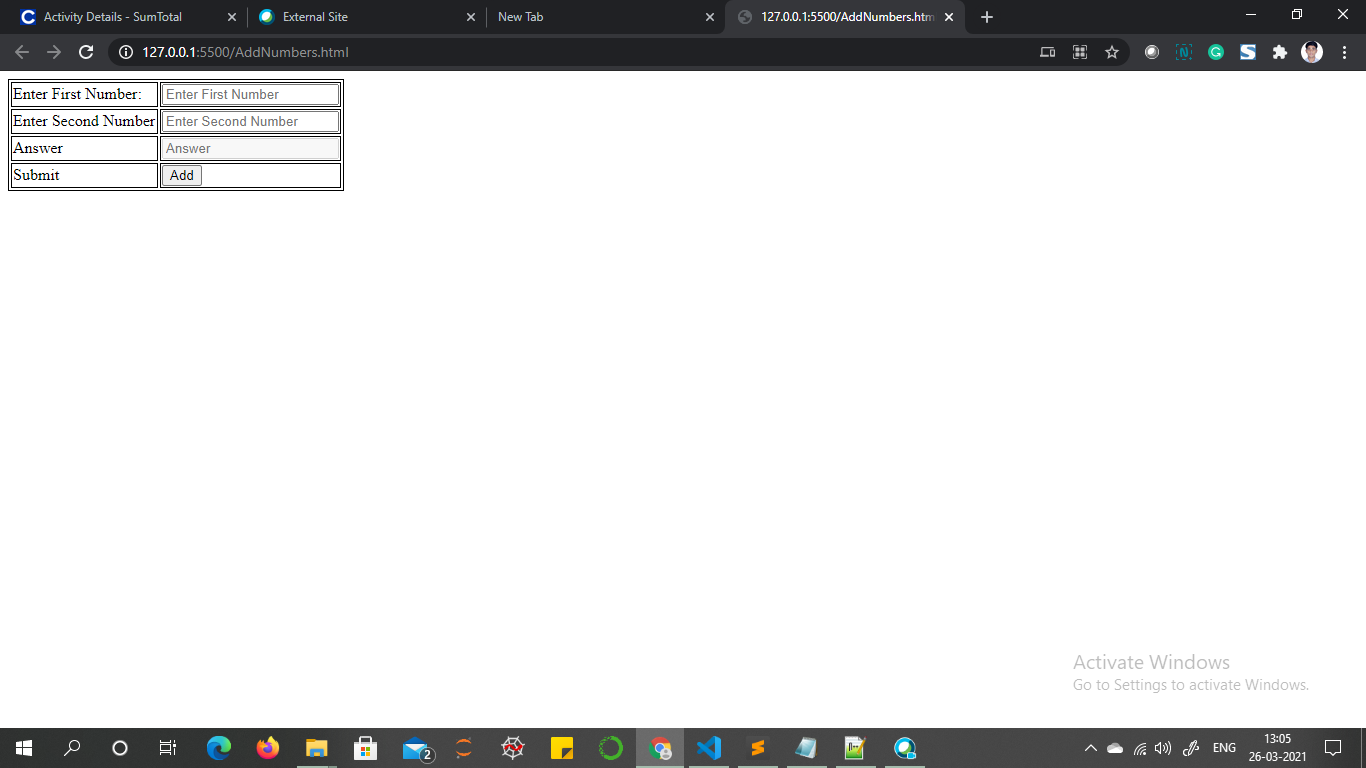 Activity Details - SumTotal
External Site
New Tab
127.0.0.1:5500/AddNumbers.htm
127.0.0.1:5500/AddNumbers.html
Enter First Number: Enter First Number
Enter Second Number Enter Second Number
Answer Answer
Submit Add
Activate Windows
Go to Settings to activate Windows.
2
ENG
13:05
26-03-2021